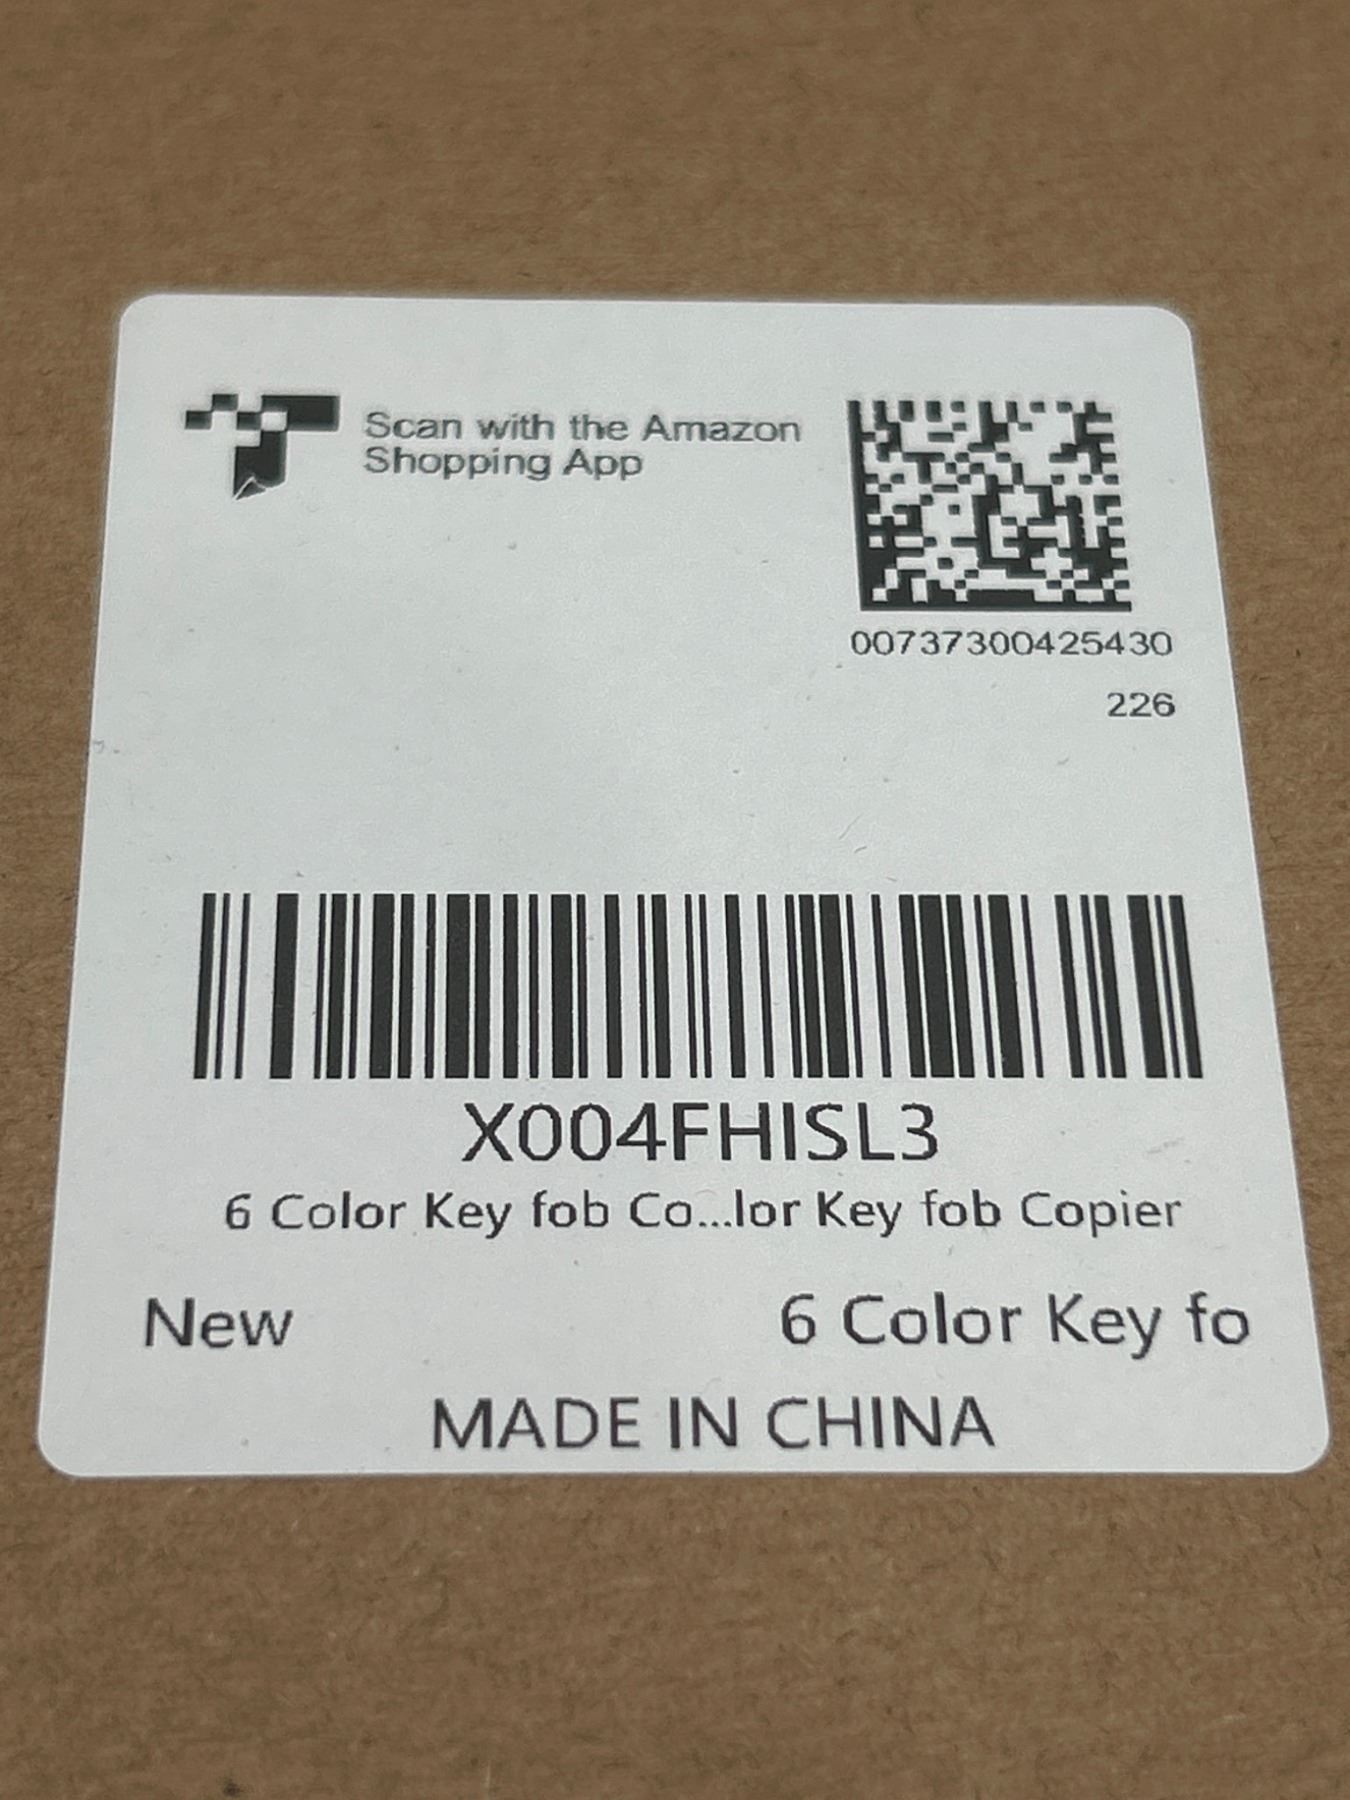 Scan with the Amazon
Shopping App
00737300425430
226
X004FHISL3
6 Color Key fob Co...lor Key fob Copier
New 6 Color Key fo
MADE IN CHINA